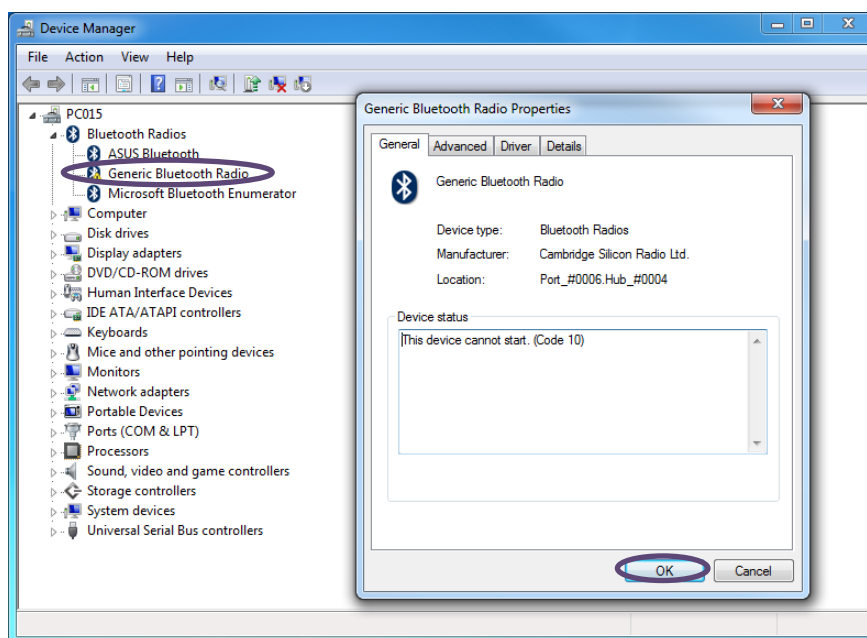 Device Manager
File Action View Help
PC015
Bluetooth Radios
ASUS Bluetooth
Generic Bluetooth Radio
Microsoft Bluetooth Enumerator
Computer
Disk drives
Display adapters
DVD/CD-ROM drives
Human Interface Devices
IDE ATA/ATAPI controllers
Keyboards
Mice and other pointing devices
Monitors
Network adapters
Portable Devices
Ports (COM & LPT)
Processors
Sound, video and game controllers
Storage controllers
System devices
Universal Serial Bus controllers
Generic Bluetooth Radio Properties
General Advanced Driver Details
Generic Bluetooth Radio
Device type: Bluetooth Radios
Manufacturer: Cambridge Silicon Radio Ltd.
Location: Port_#0006.Hub_#0004
Device status
This device cannot start. (Code 10)
OK Cancel